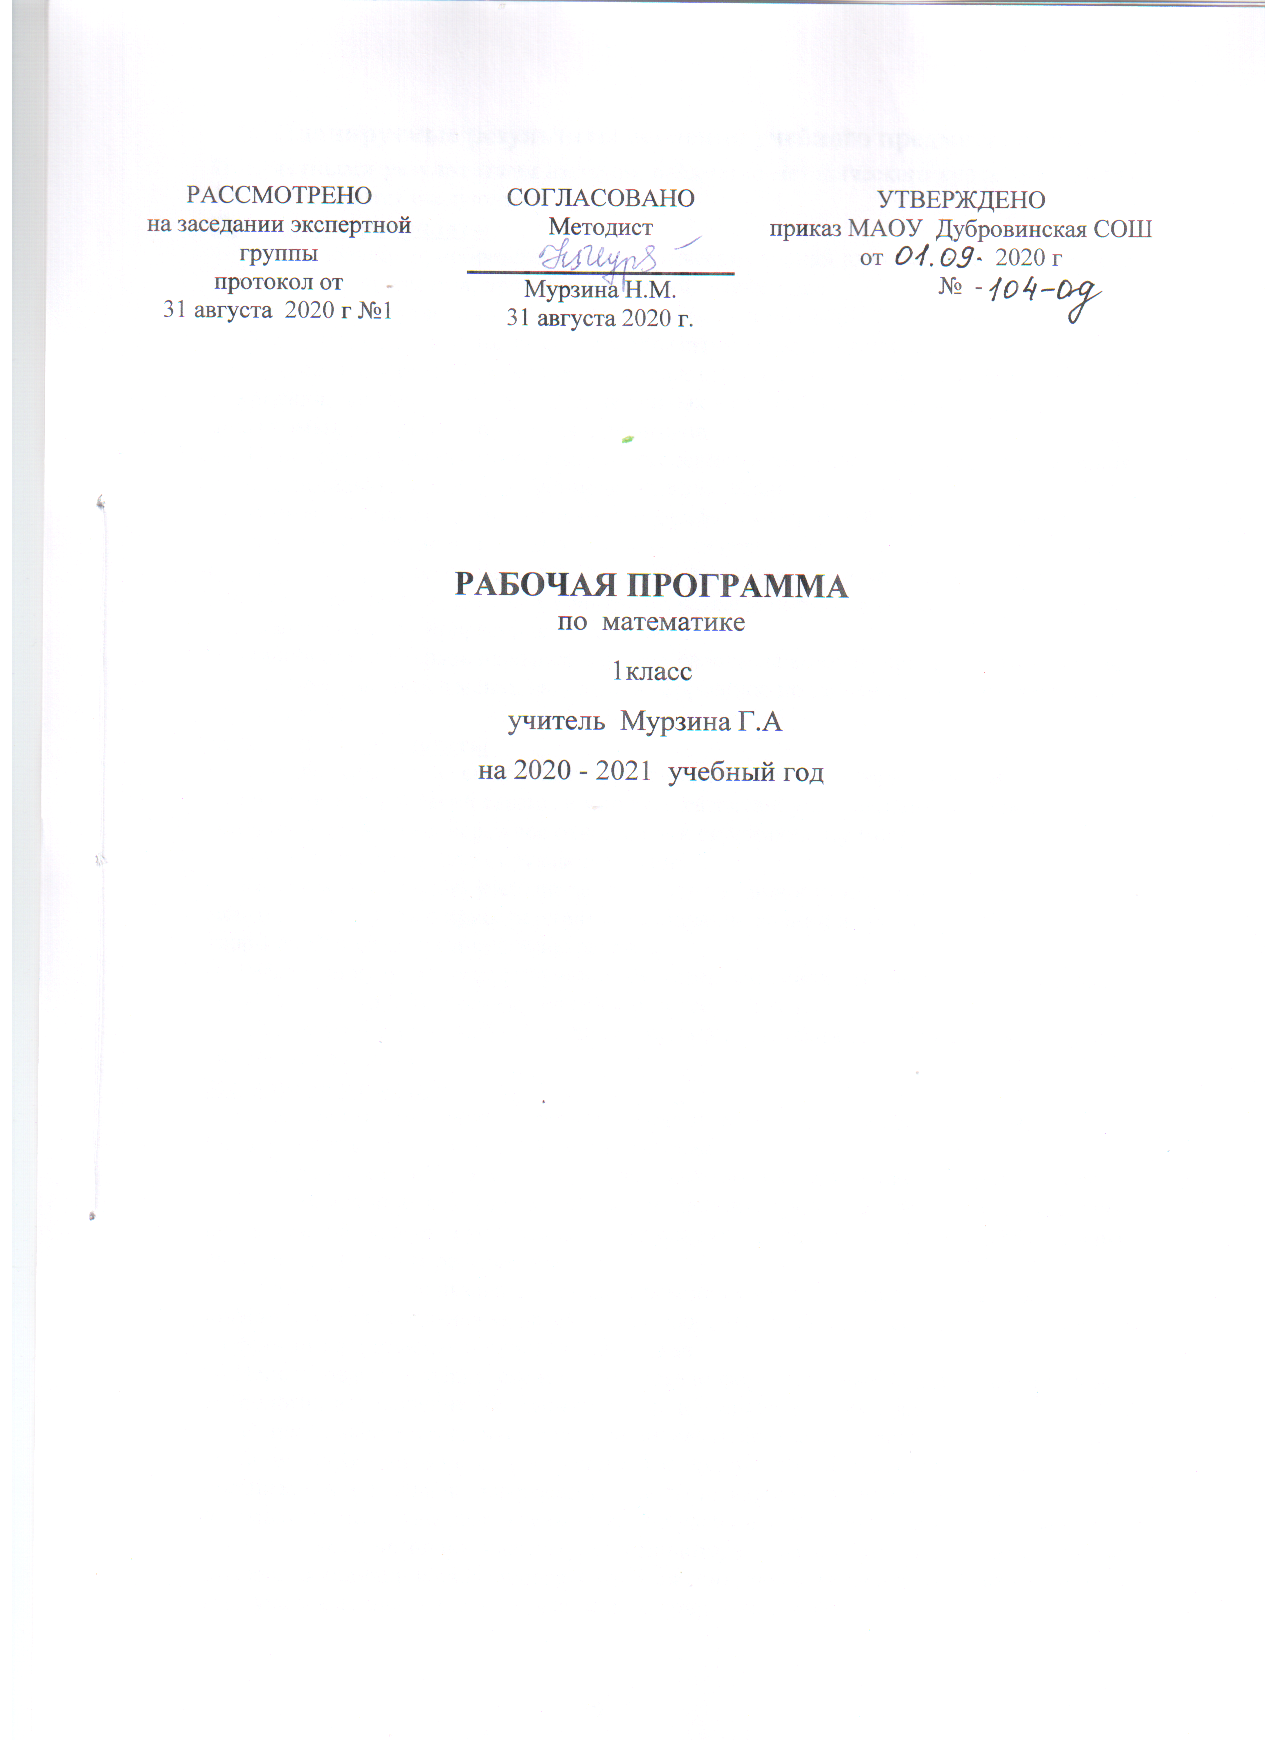 РАССМОТРЕНО
на заседании экспертной
группы
протокол от
31 августа 2020 г №1
СОГЛАСОВАНО
Методист
Мурзина Н.М.
31 августа 2020 г.
УТВЕРЖДЕНО
приказ МАОУ Дубровинская СОШ
от 01.09. 2020 г
№ -104-од
РАБОЧАЯ ПРОГРАММА
по математике
1класс
учитель Мурзина Г.А
на 2020 - 2021 учебный год